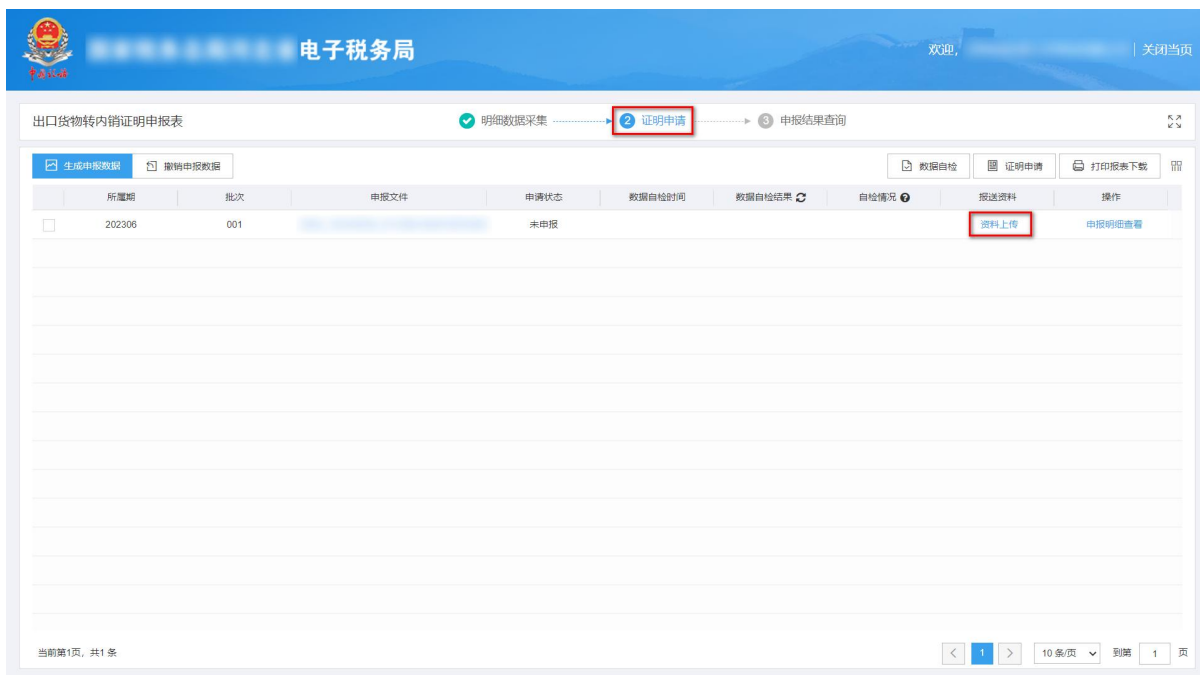 电子税务局
欢迎,
关闭当页
中国税务
出口货物转内销证明申报表
明细数据采集
2 证明申请
3 申报结果查询
生成申报数据
撤销申报数据
数据自检
证明申请
打印报表下载
所属期 批次 申报文件 申请状态 数据自检时间 数据自检结果 自检情况 报送资料 操作
202306 001 未申报 资料上传 申报明细查看
当前第1页, 共1 条
< 1 > 10 条/页 到第 1 页